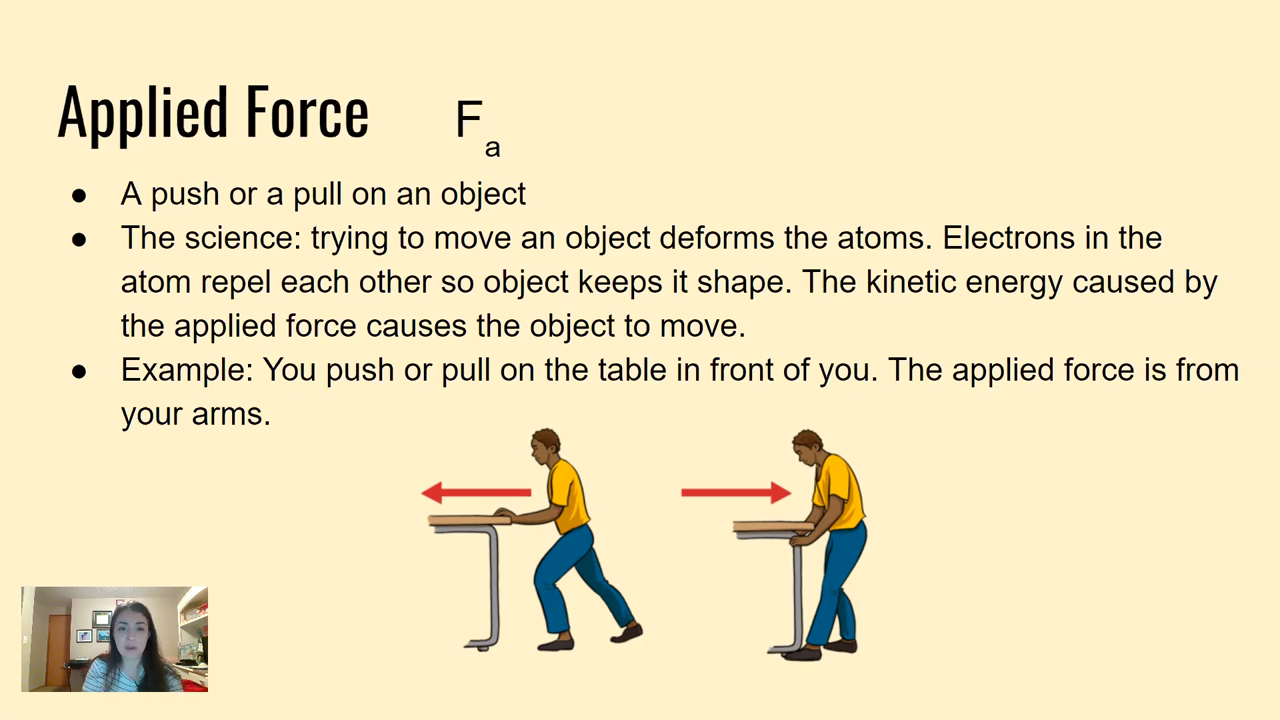 Applied Force Fa
● A push or a pull on an object
● The science: trying to move an object deforms the atoms. Electrons in the
atom repel each other so object keeps it shape. The kinetic energy caused by
the applied force causes the object to move.
● Example: You push or pull on the table in front of you. The applied force is from
your arms.